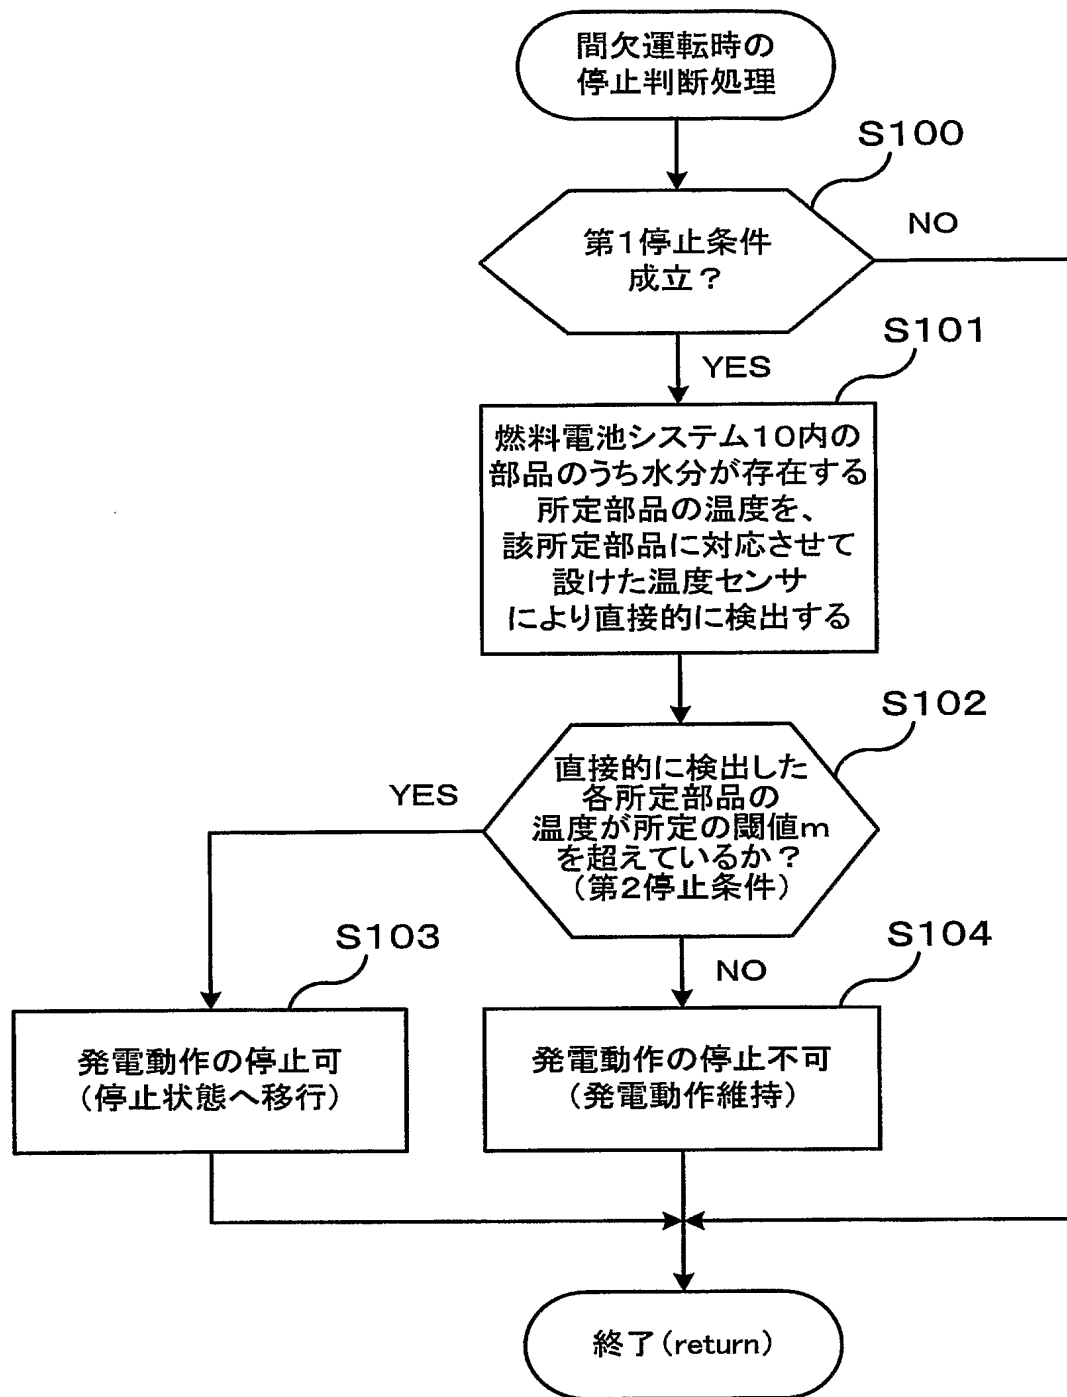 間欠運転時の
停止判断処理
S100
第1停止条件
成立?
NO
YES
S101
燃料電池システム10内の
部品のうち水分が存在する
所定部品の温度を、
該所定部品に対応させて
設けた温度センサ
により直接的に検出する
S102
直接的に検出した
各所定部品の
温度が所定の閾値m
を超えているか?
(第2停止条件)
YES
NO
S103
発電動作の停止可
(停止状態へ移行)
S104
発電動作の停止不可
(発電動作維持)
終了(return)